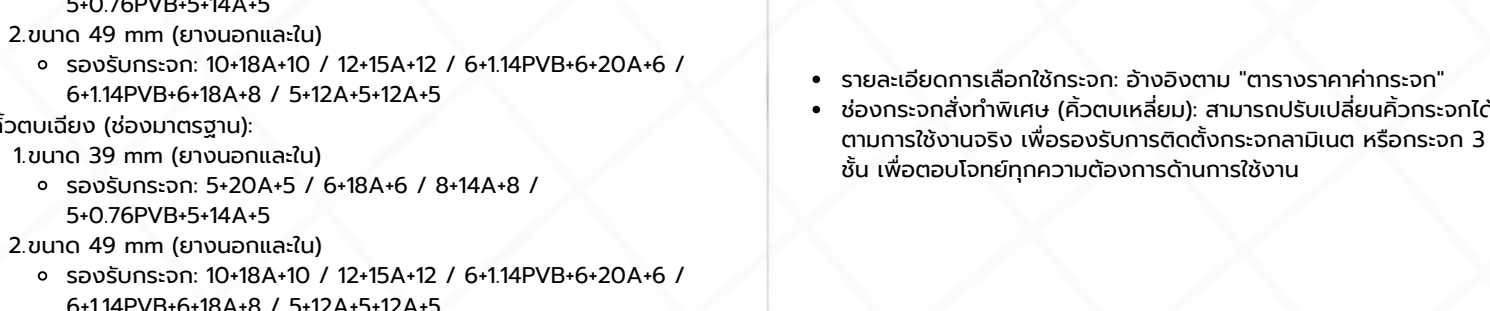 5+0.76PVB+5+14A+5
2.ขนาด 49 mm (ยางนอกและใน)
รองรับกระจก: 10+18A+10 / 12+15A+12 / 6+1.14PVB+6+20A+6 /
6+1.14PVB+6+18A+8 / 5+12A+5+12A+5
คิ้วตบเฉียง (ช่องมาตรฐาน):
1.ขนาด 39 mm (ยางนอกและใน)
รองรับกระจก: 5+20A+5 / 6+18A+6 / 8+14A+8 /
5+0.76PVB+5+14A+5
2.ขนาด 49 mm (ยางนอกและใน)
รองรับกระจก: 10+18A+10 / 12+15A+12 / 6+1.14PVB+6+20A+6 /
6+1.14PVB+6+18A+8 / 5+12A+5+12A+5
• รายละเอียดการเลือกใช้กระจก: อ้างอิงตาม "ตารางราคาค่ากระจก"
• ช่องกระจกสั่งทำพิเศษ (คิ้วตบเหลี่ยม): สามารถปรับเปลี่ยนคิ้วกระจกได้
ตามการใช้งานจริง เพื่อรองรับการติดตั้งกระจกลามิเนต หรือกระจก 3
ชั้น เพื่อตอบโจทย์ทุกความต้องการด้านการใช้งาน